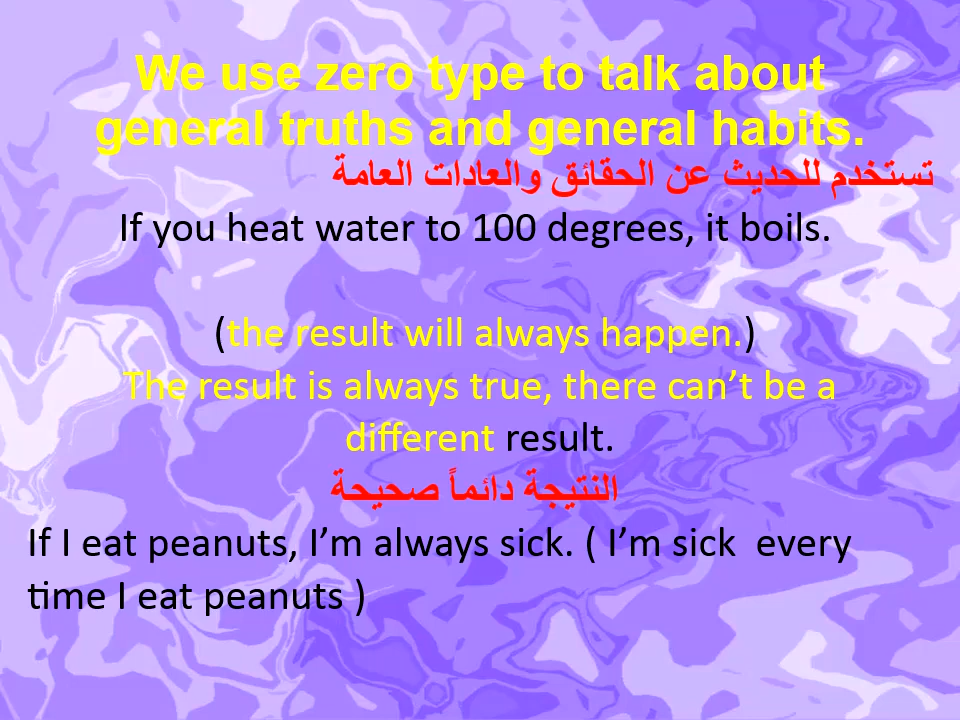 We use zero type to talk about
general truths and general habits.
تستخدم للحديث عن الحقائق والعادات العامة
If you heat water to 100 degrees, it boils.
(the result will always happen.)
The result is always true, there can’t be a
different result.
النتيجة دائماً صحيحة
If I eat peanuts, I’m always sick. ( I’m sick  every
time I eat peanuts )